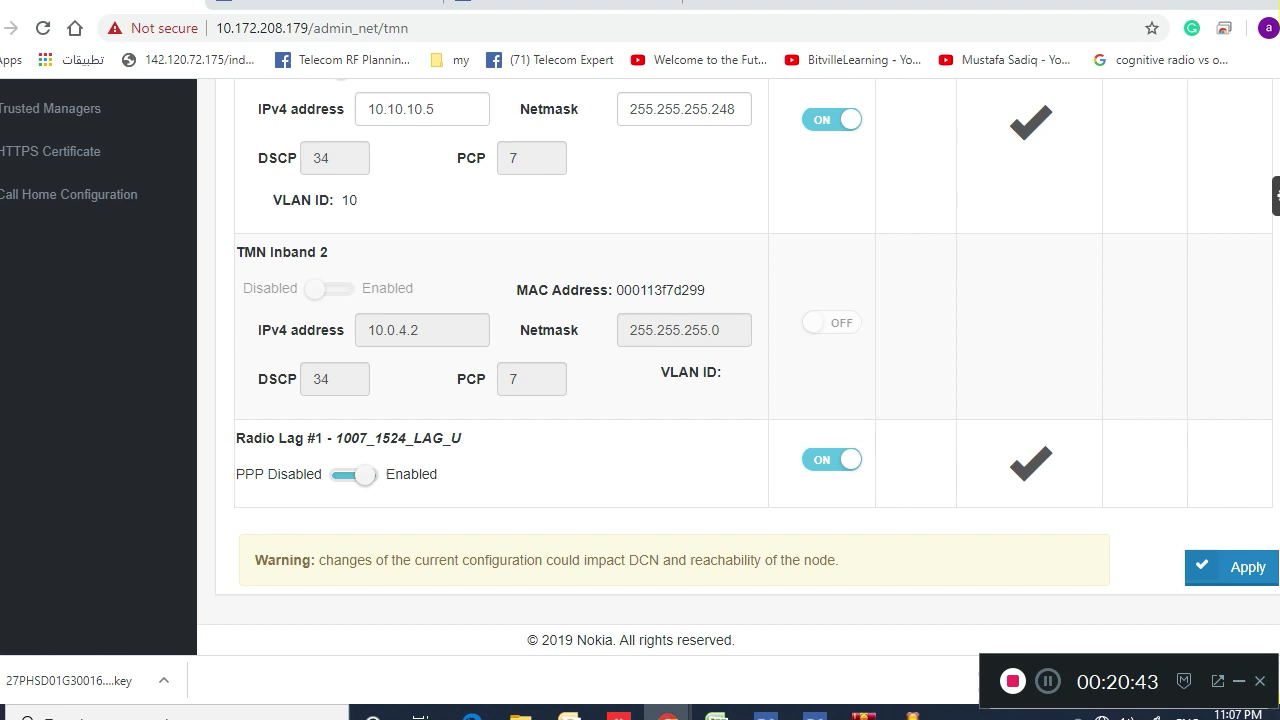 Not secure 10.172.208.179/admin_net/tmn a
pps تطبيقات 142.120.72.175/ind... Telecom RF Plannin... my (71) Telecom Expert Welcome to the Fut... BitvilleLearning - Yo... Mustafa Sadiq - Yo... cognitive radio vs o...
Trusted Managers
HTTPS Certificate
Call Home Configuration
IPv4 address 10.10.10.5 Netmask 255.255.255.248 ON
DSCP 34 PCP 7
VLAN ID: 10
TMN Inband 2
Disabled Enabled MAC Address: 000113f7d299
IPv4 address 10.0.4.2 Netmask 255.255.255.0 OFF
DSCP 34 PCP 7 VLAN ID:
Radio Lag #1 - 1007_1524_LAG_U
PPP Disabled Enabled ON
Warning: changes of the current configuration could impact DCN and reachability of the node.
Apply
© 2019 Nokia. All rights reserved.
27PHSD01G30016....key
00:20:43
11:07 PM